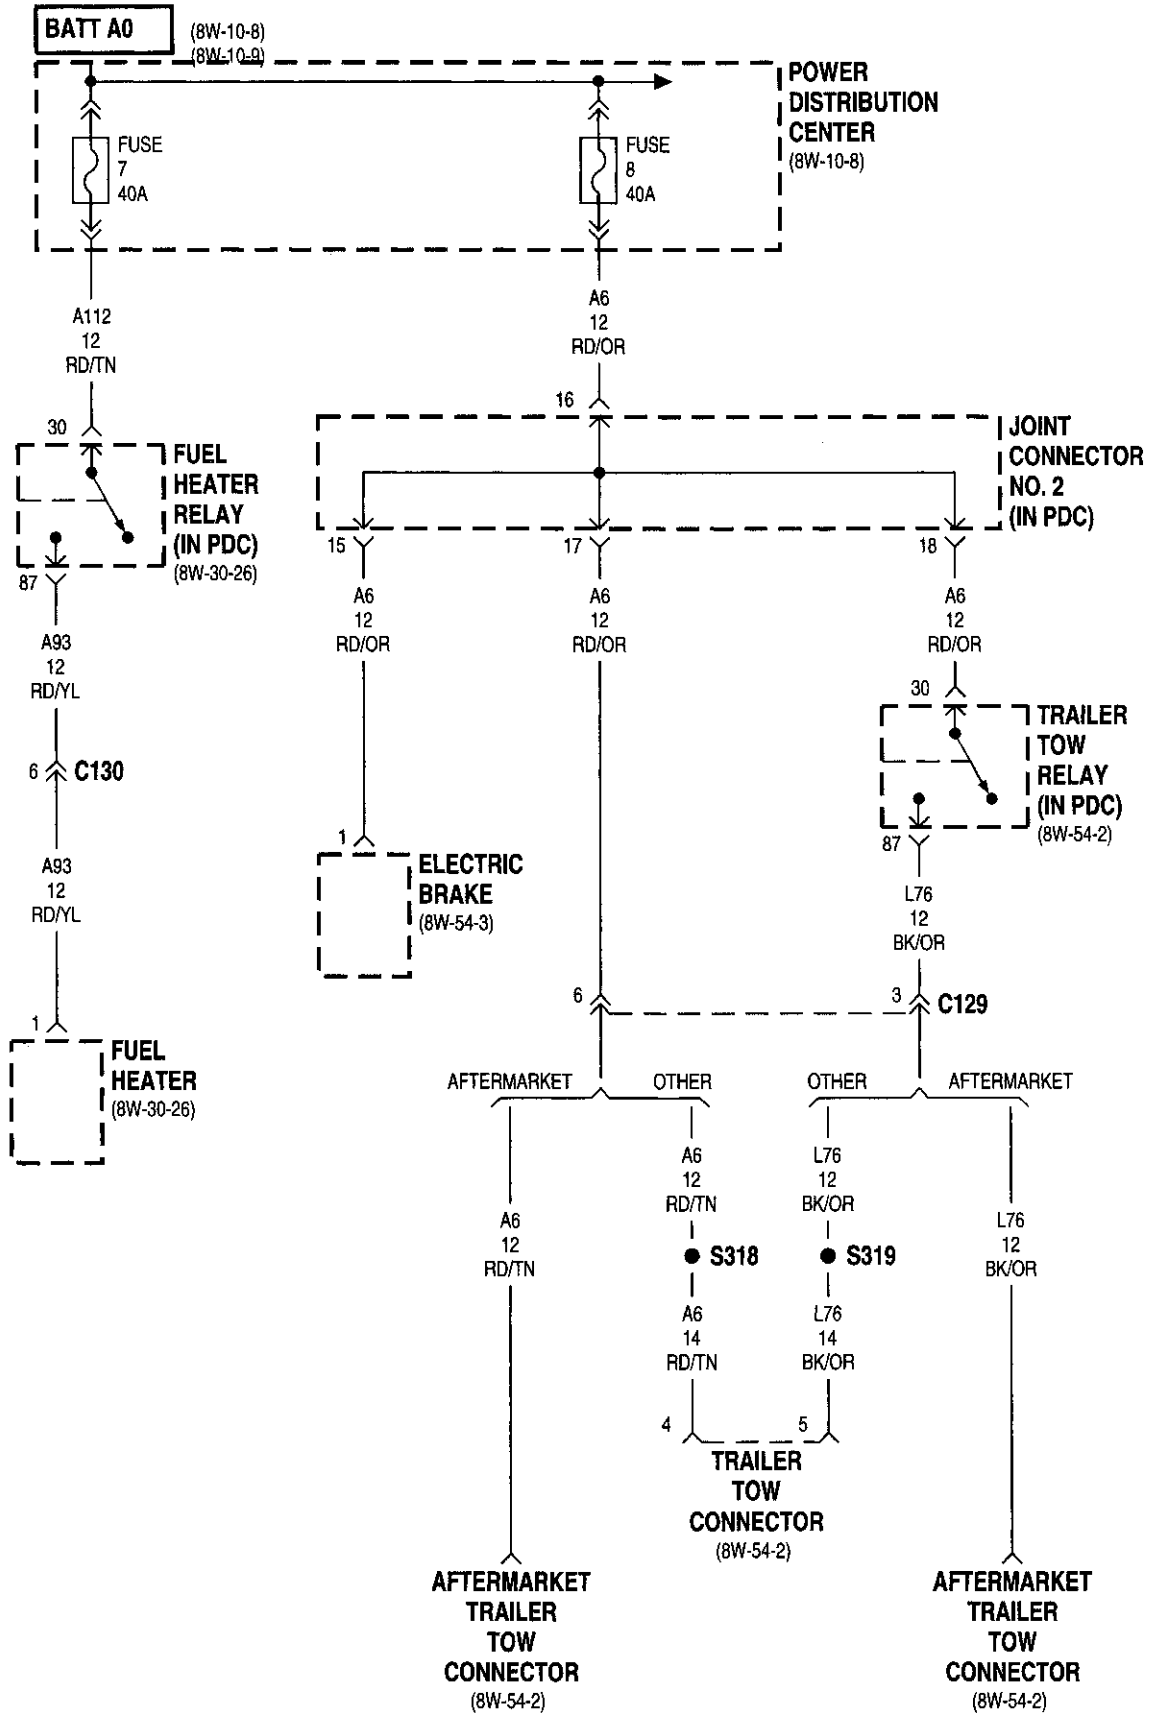 BATT A0
(8W-10-8)
(8W-10-9)
POWER
DISTRIBUTION
CENTER
(8W-10-8)
FUSE
7
40A
FUSE
8
40A
A112
12
RD/TN
A6
12
RD/OR
30
16
FUEL
HEATER
RELAY
(IN PDC)
(8W-30-26)
JOINT
CONNECTOR
NO. 2
(IN PDC)
87
15
17
18
A93
12
RD/YL
A6
12
RD/OR
A6
12
RD/OR
A6
12
RD/OR
30
6
C130
TRAILER
TOW
RELAY
(IN PDC)
(8W-54-2)
87
A93
12
RD/YL
1
ELECTRIC
BRAKE
(8W-54-3)
L76
12
BK/OR
6
3
C129
1
FUEL
HEATER
(8W-30-26)
AFTERMARKET
OTHER
OTHER
AFTERMARKET
A6
12
RD/TN
L76
12
BK/OR
A6
12
RD/TN
L76
12
BK/OR
S318
S319
A6
14
RD/TN
L76
14
BK/OR
4
5
TRAILER
TOW
CONNECTOR
(8W-54-2)
AFTERMARKET
TRAILER
TOW
CONNECTOR
(8W-54-2)
AFTERMARKET
TRAILER
TOW
CONNECTOR
(8W-54-2)